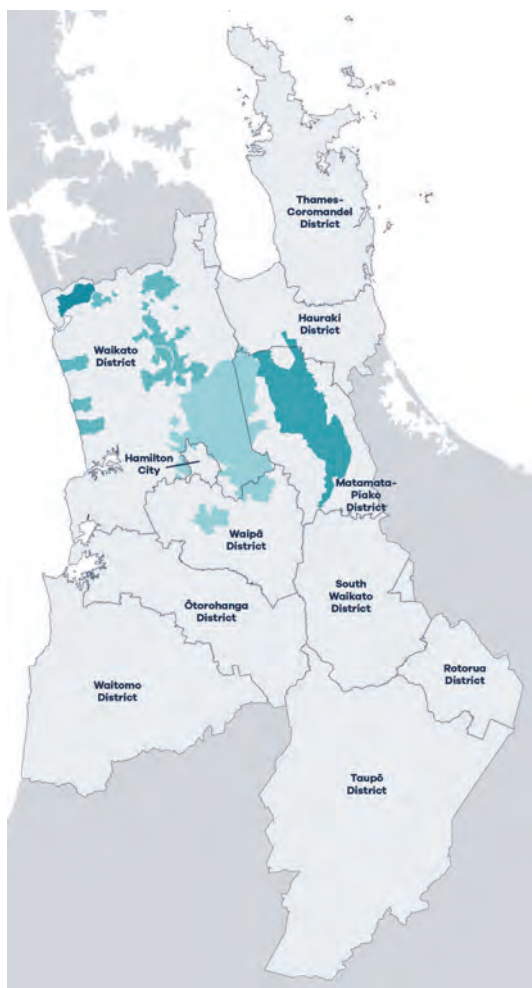 Thames-
Coromandel
District
Hauraki
District
Waikato
District
Hamilton
City
Matamata-
Piako
District
Waipā
District
South
Waikato
District
Ōtorohanga
District
Rotorua
District
Waitomo
District
Taupō
District